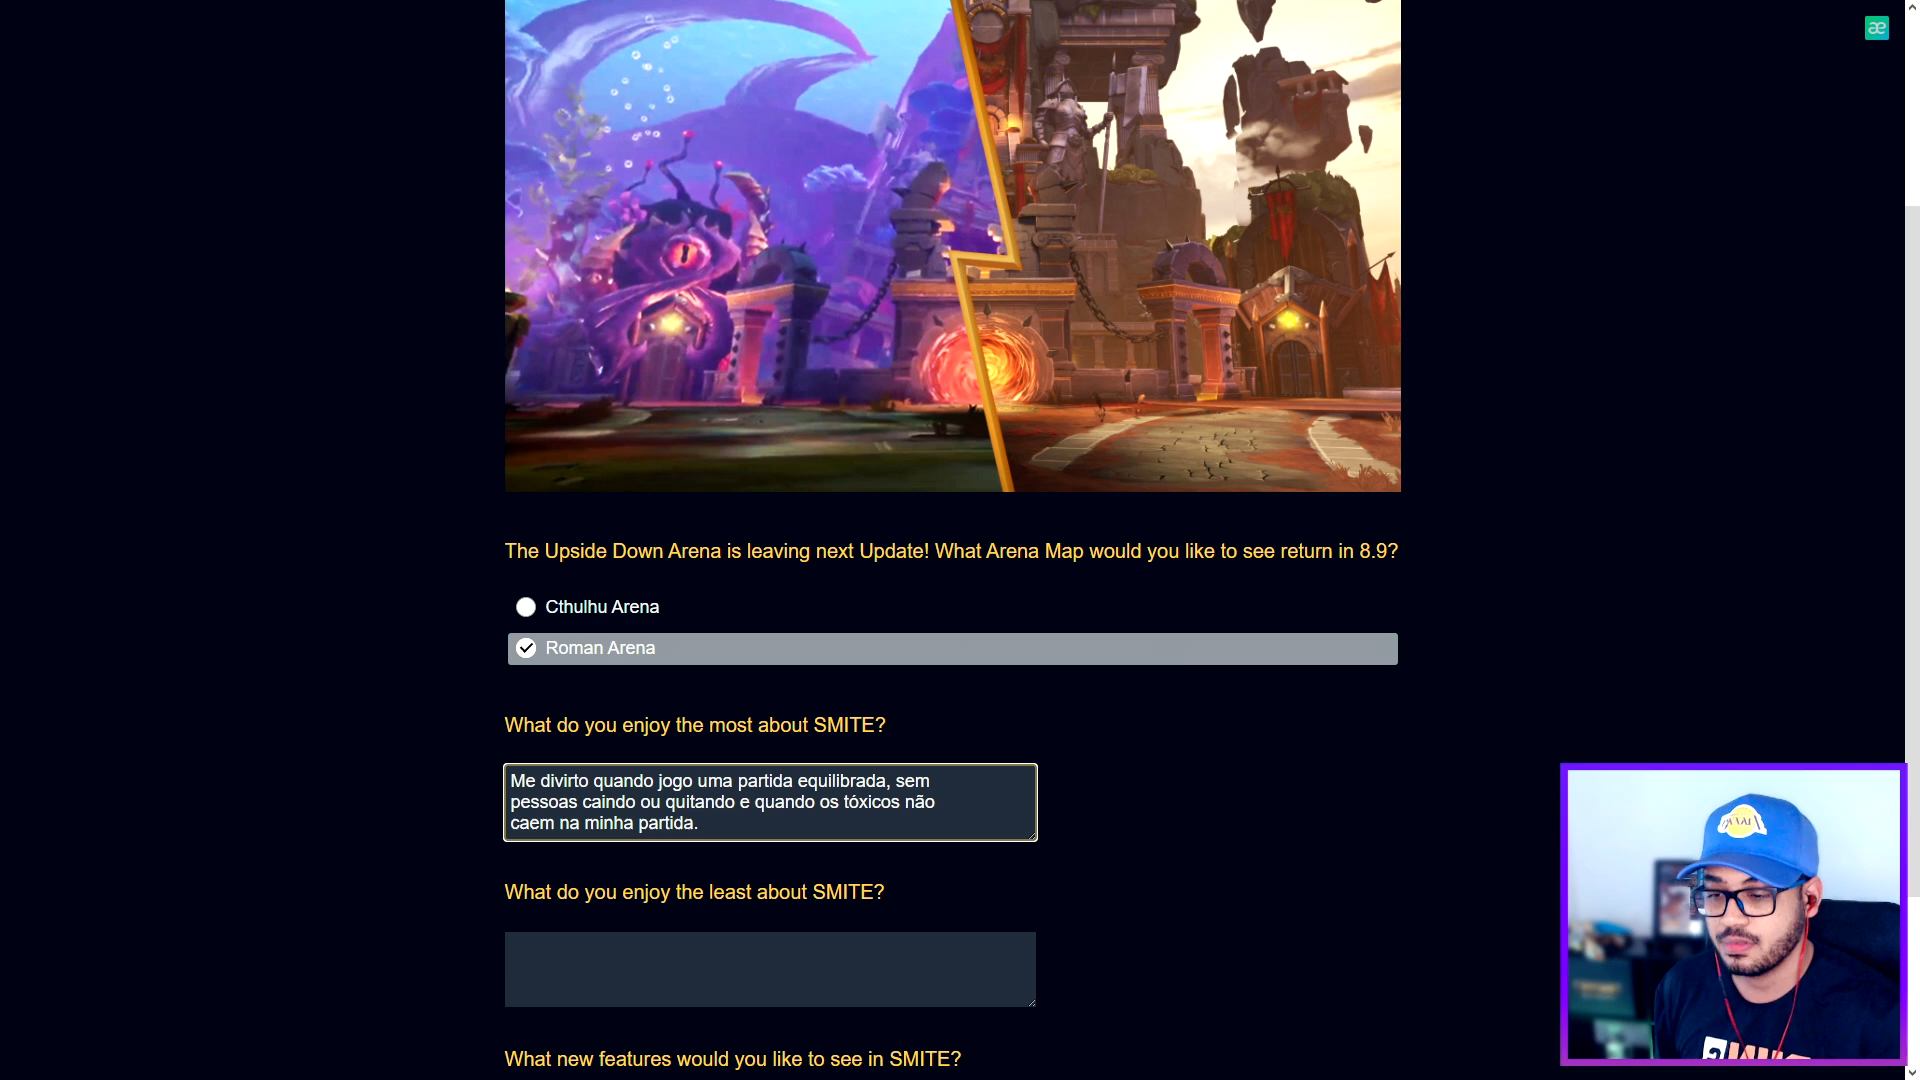 æ
The Upside Down Arena is leaving next Update! What Arena Map would you like to see return in 8.9?
Cthulhu Arena
Roman Arena
What do you enjoy the most about SMITE?
Me divirto quando jogo uma partida equilibrada, sem
pessoas caindo ou quitando e quando os tóxicos não
caem na minha partida.
What do you enjoy the least about SMITE?
What new features would you like to see in SMITE?